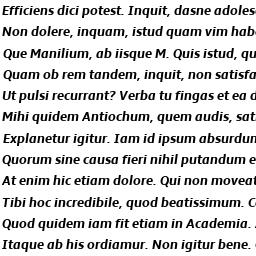 Efficiens dici potest. Inquit, dasne adoles
Non dolere, inquam, istud quam vim hab
Que Manilium, ab iisque M. Quis istud, qu
Quam ob rem tandem, inquit, non satisfa
Ut pulsi recurrant? Verba tu fingas et ea d
Mihi quidem Antiochum, quem audis, sat
Explanetur igitur. Iam id ipsum absurdun
Quorum sine causa fieri nihil putandum e
At enim hic etiam dolore. Qui non moveat
Tibi hoc incredibile, quod beatissimum. C
Quod quidem iam fit etiam in Academia.
Itaque ab his ordiamur. Non igitur bene.